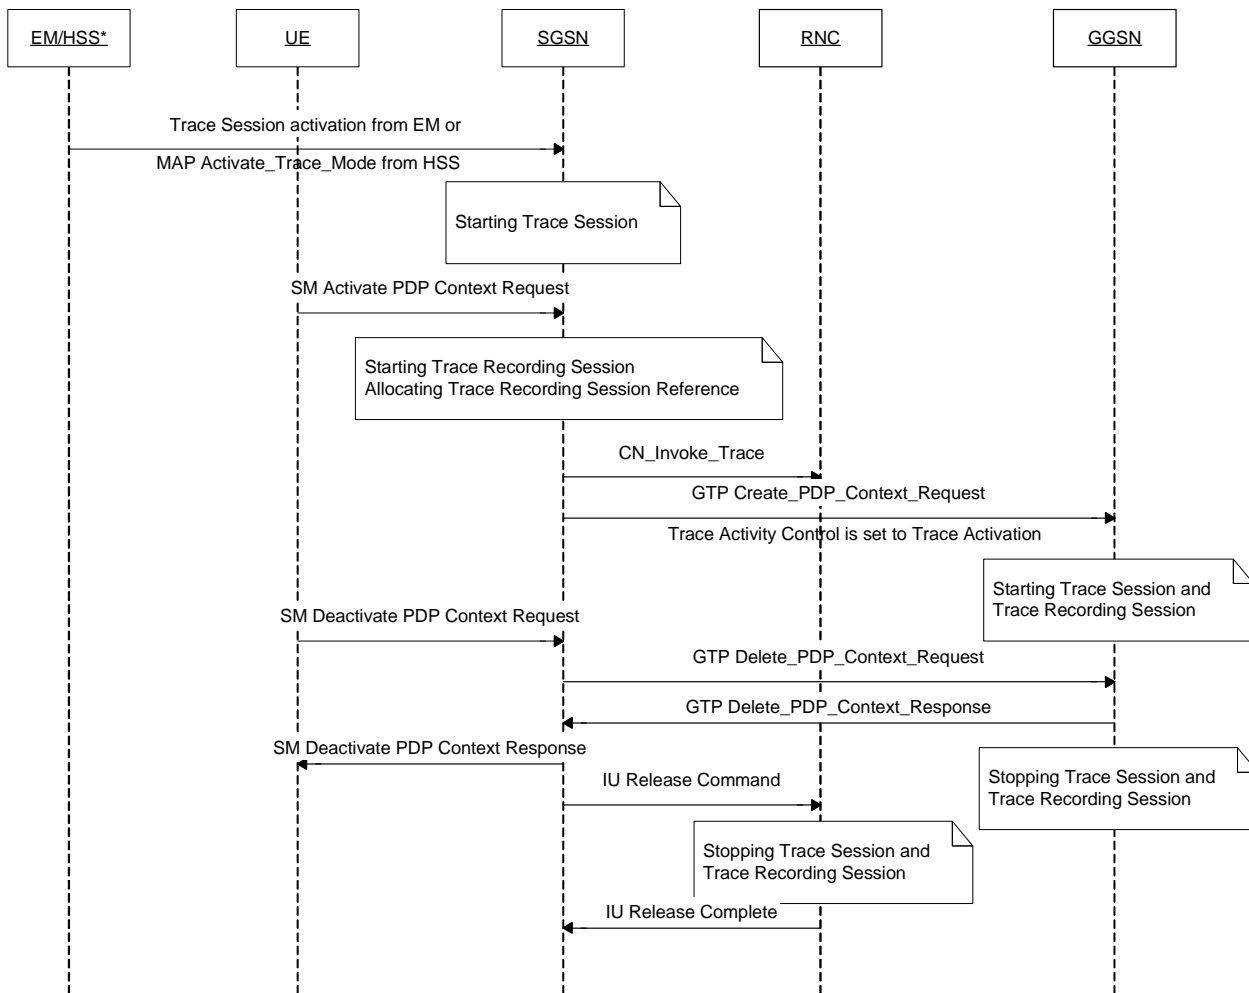 EM/HSS*
UE
SGSN
RNC
GGSN
Trace Session activation from EM or
MAP Activate_Trace_Mode from HSS
Starting Trace Session
SM Activate PDP Context Request
Starting Trace Recording Session
Allocating Trace Recording Session Reference
CN_Invoke_Trace
GTP Create_PDP_Context_Request
Trace Activity Control is set to Trace Activation
Starting Trace Session and
Trace Recording Session
SM Deactivate PDP Context Request
GTP Delete_PDP_Context_Request
GTP Delete_PDP_Context_Response
SM Deactivate PDP Context Response
Stopping Trace Session and
Trace Recording Session
IU Release Command
Stopping Trace Session and
Trace Recording Session
IU Release Complete